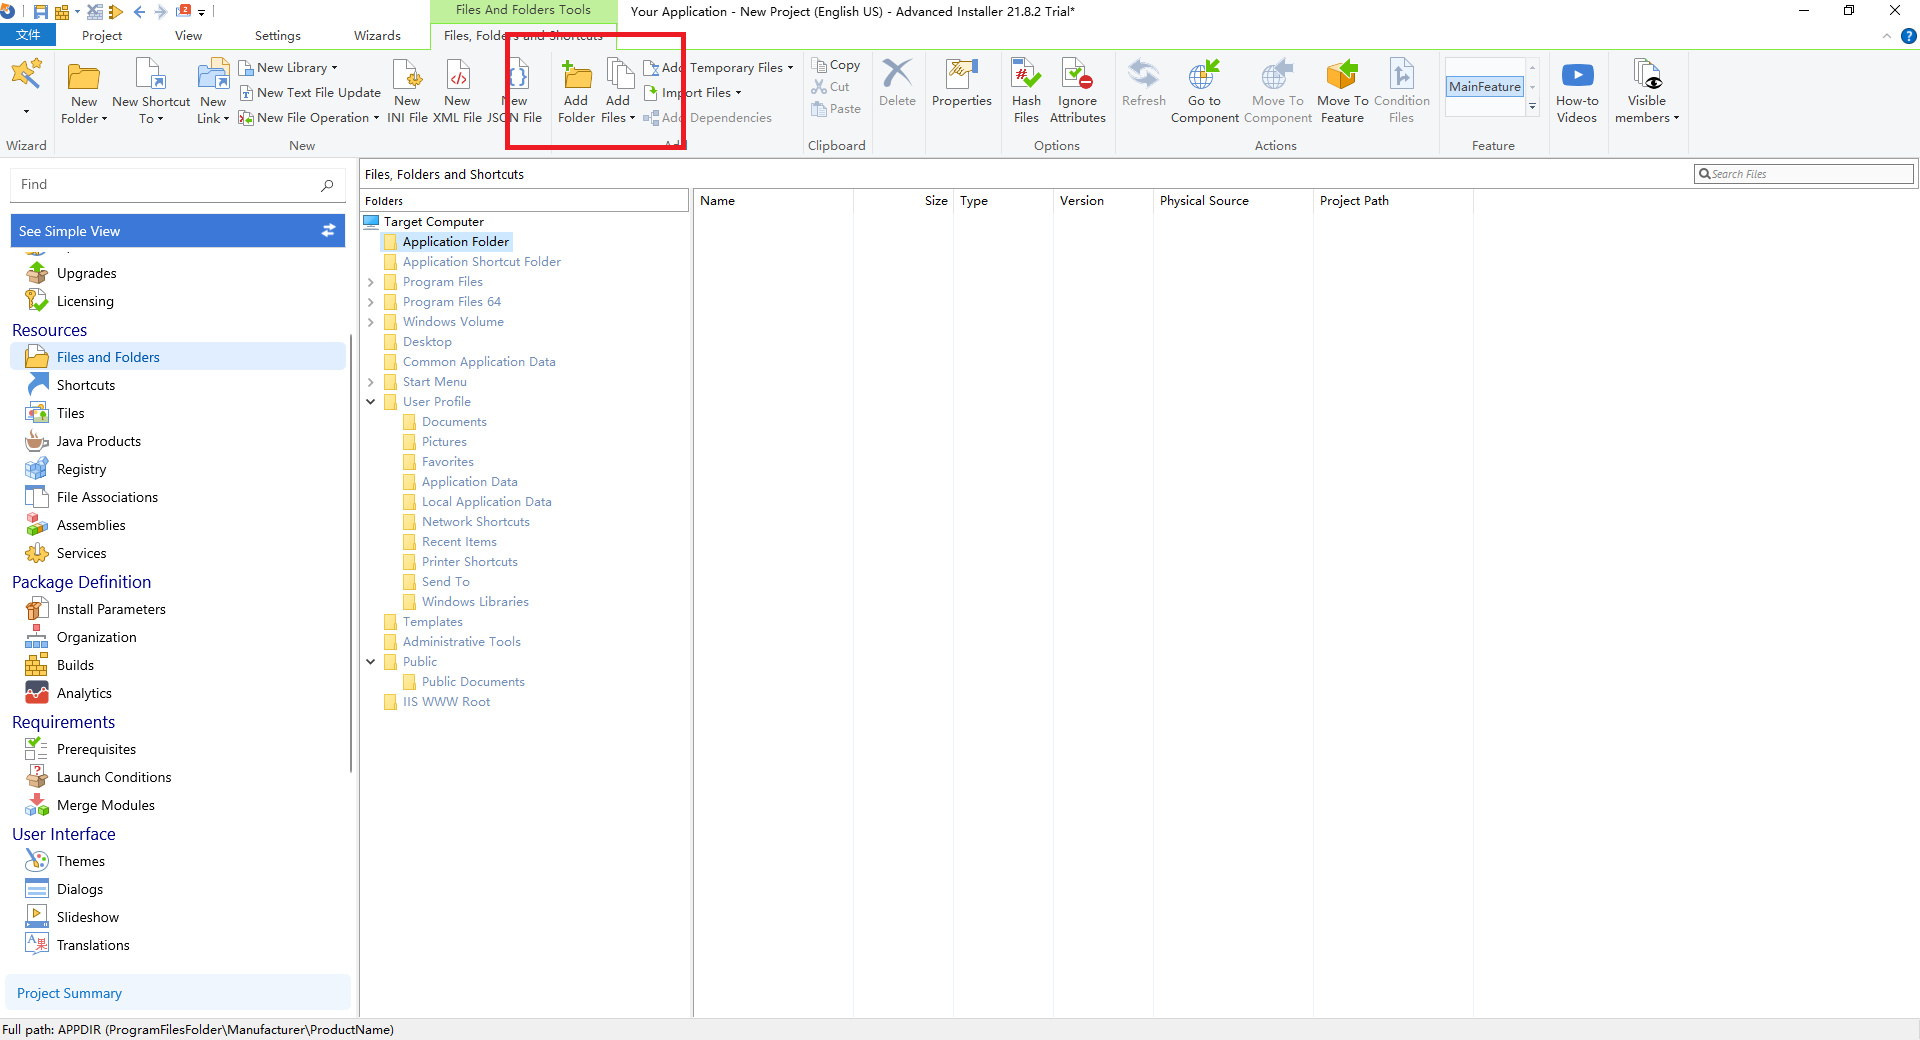 2
Files And Folders Tools
Your Application - New Project (English US) - Advanced Installer 21.8.2 Trial*
文件
Project
View
Settings
Wizards
Files, Folders and Shortcuts
?
New Folder
New Shortcut To
New Link
New Library
New Text File Update
New File Operation
New INI File
New XML File
New JSON File
Add Folder
Add Files
Add Temporary Files
Import Files
Add Dependencies
Copy
Cut
Paste
Delete
Properties
Hash Files
Ignore Attributes
Refresh
Go to Component
Move To Component
Move To Feature
Condition Files
MainFeature
How-to Videos
Visible members
Wizard
New
Add
Clipboard
Options
Actions
Feature
Find
See Simple View
Upgrades
Licensing
Resources
Files and Folders
Shortcuts
Tiles
Java Products
Registry
File Associations
Assemblies
Services
Package Definition
Install Parameters
Organization
Builds
Analytics
Requirements
Prerequisites
Launch Conditions
Merge Modules
User Interface
Themes
Dialogs
Slideshow
Translations
Project Summary
Files, Folders and Shortcuts
Search Files
Folders
Target Computer
Application Folder
Application Shortcut Folder
Program Files
Program Files 64
Windows Volume
Desktop
Common Application Data
Start Menu
User Profile
Documents
Pictures
Favorites
Application Data
Local Application Data
Network Shortcuts
Recent Items
Printer Shortcuts
Send To
Windows Libraries
Templates
Administrative Tools
Public
Public Documents
IIS WWW Root
Name
Size
Type
Version
Physical Source
Project Path
Full path: APPDIR (ProgramFilesFolder\Manufacturer\ProductName)